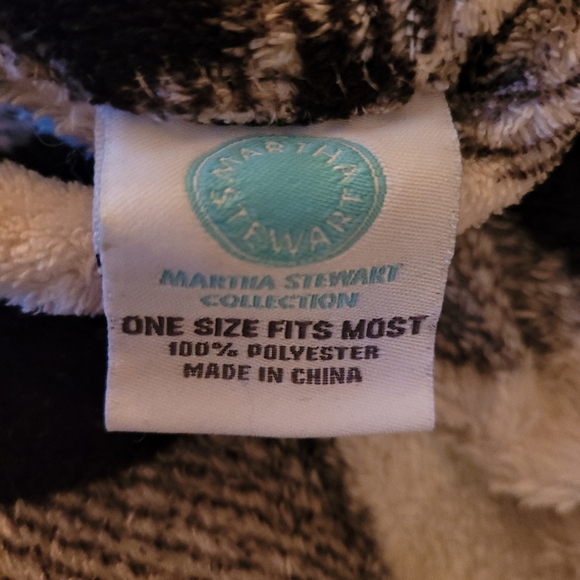 MARTHA
STEWART
MARTHA STEWART
COLLECTION
ONE SIZE FITS MOST
100% POLYESTER
MADE IN CHINA